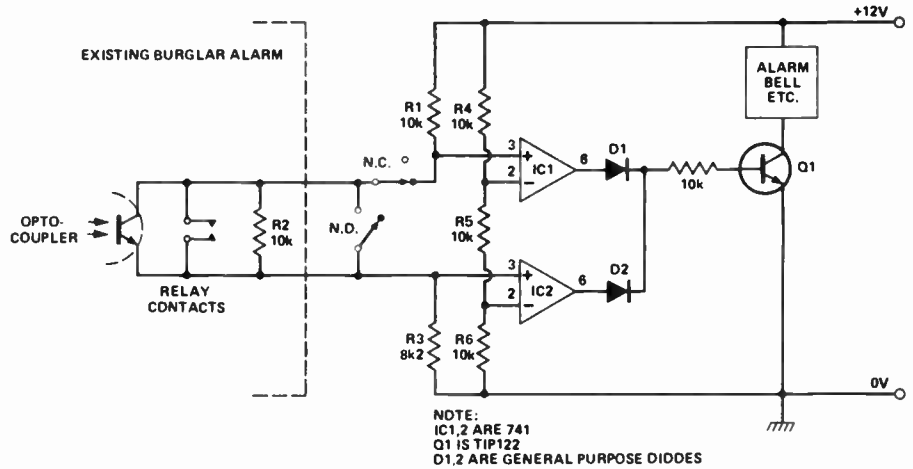 +12V
EXISTING BURGLAR ALARM
ALARM
BELL
ETC.
R1
10k
R4
10k
N.C.
3
+
2
–
IC1
6
D1
10k
Q1
OPTO-
COUPLER
R2
10k
N.D.
R5
10k
RELAY
CONTACTS
3
+
2
–
IC2
6
D2
R3
8k2
R6
10k
0V
NOTE:
IC1,2 ARE 741
Q1 IS TIP122
D1,2 ARE GENERAL PURPOSE DIDDES